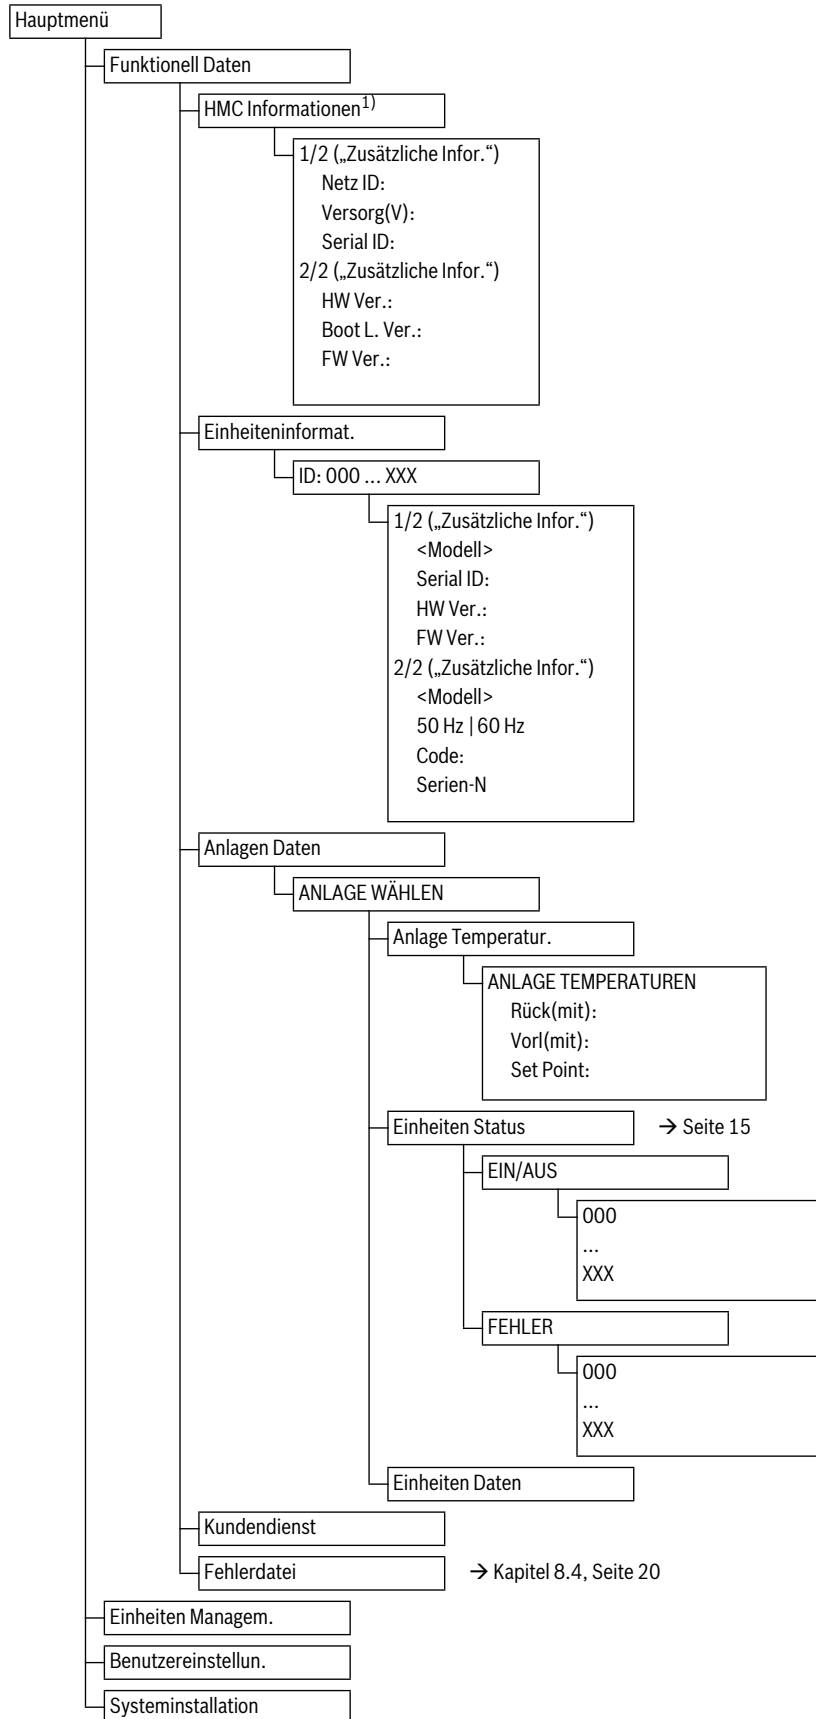 Hauptmenü
Funktionell Daten
HMC Informationen1)
1/2 („Zusätzliche Infor.“)
Netz ID:
Versorg(V):
Serial ID:
2/2 („Zusätzliche Infor.“)
HW Ver.:
Boot L. Ver.:
FW Ver.:
Einheiteninformat.
ID: 000 ... XXX
1/2 („Zusätzliche Infor.“)
<Modell>
Serial ID:
HW Ver.:
FW Ver.:
2/2 („Zusätzliche Infor.“)
<Modell>
50 Hz | 60 Hz
Code:
Serien-N
Anlagen Daten
ANLAGE WÄHLEN
Anlage Temperatur.
ANLAGE TEMPERATUREN
Rück(mit):
Vorl(mit):
Set Point:
Einheiten Status → Seite 15
EIN/AUS
000
...
XXX
FEHLER
000
...
XXX
Einheiten Daten
Kundendienst
Fehlerdatei → Kapitel 8.4, Seite 20
Einheiten Managem.
Benutzereinstellun.
Systeminstallation